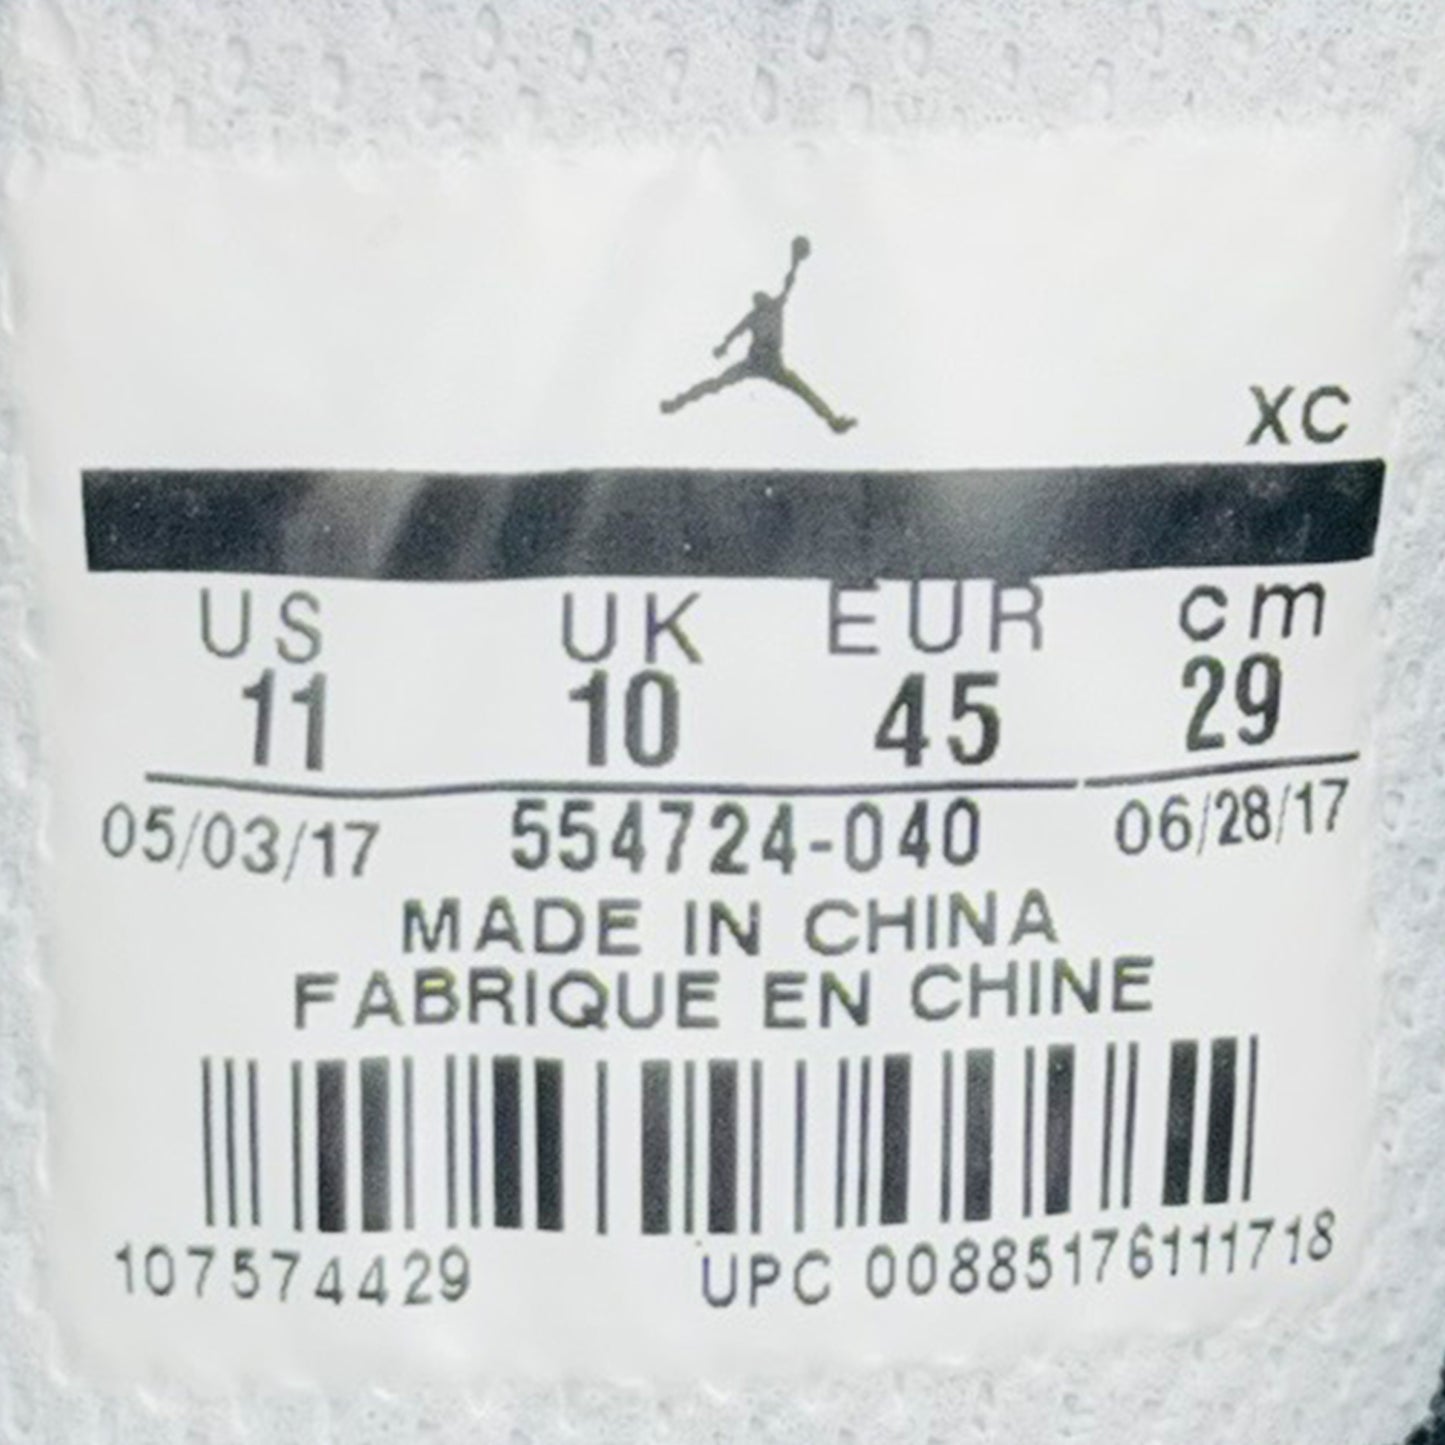 XC
US UK EUR cm
11 10 45 29
05/03/17 554724-040 06/28/17
MADE IN CHINA
FABRIQUE EN CHINE
107574429 UPC 00885176111718